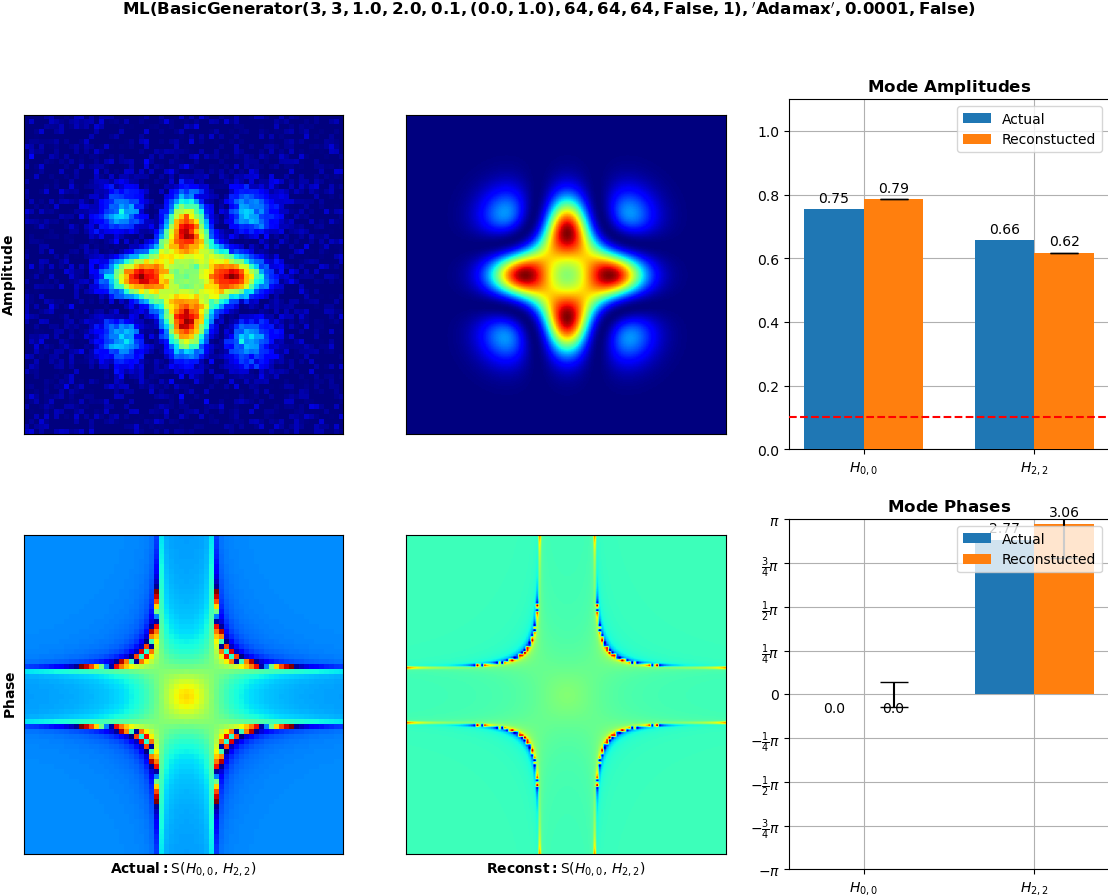 ML(BasicGenerator(3, 3, 1.0, 2.0, 0.1, (0.0, 1.0), 64, 64, 64, False, 1), ′Adamax′, 0.0001, False)
Amplitude
Mode Amplitudes
Actual
Reconstucted
1.0
0.8
0.6
0.4
0.2
0.0
0.75
0.79
0.66
0.62
H0,0
H2,2
Phase
Actual: S(H0,0, H2,2)
Reconst: S(H0,0, H2,2)
Mode Phases
Actual
Reconstucted
π
3/4π
1/2π
1/4π
0
−1/4π
−1/2π
−3/4π
−π
0.0
0.0
2.77
3.06
H0,0
H2,2